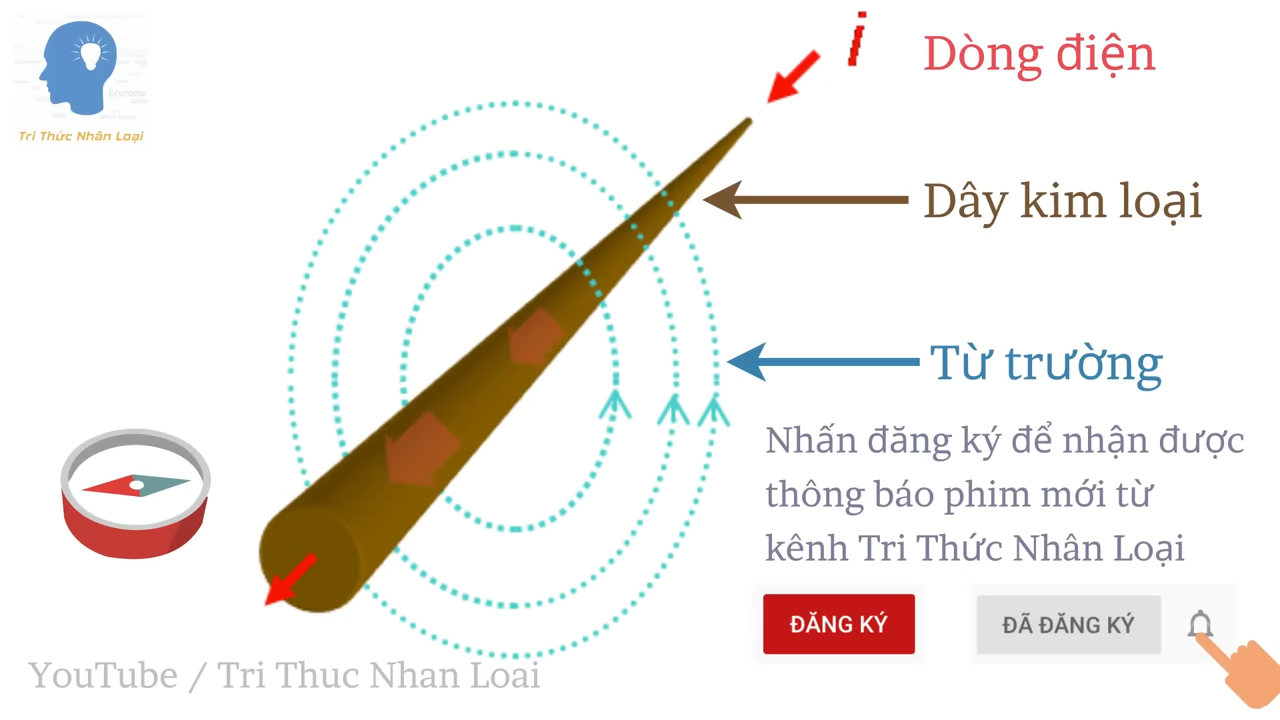 i
Dòng điện
Economy
Tri Thức Nhân Loại
Dây kim loại
Từ trường
Nhấn đăng ký để nhận được
thông báo phim mới từ
kênh Tri Thức Nhân Loại
ĐĂNG KÝ
ĐÃ ĐĂNG KÝ
YouTube / Tri Thuc Nhan Loai